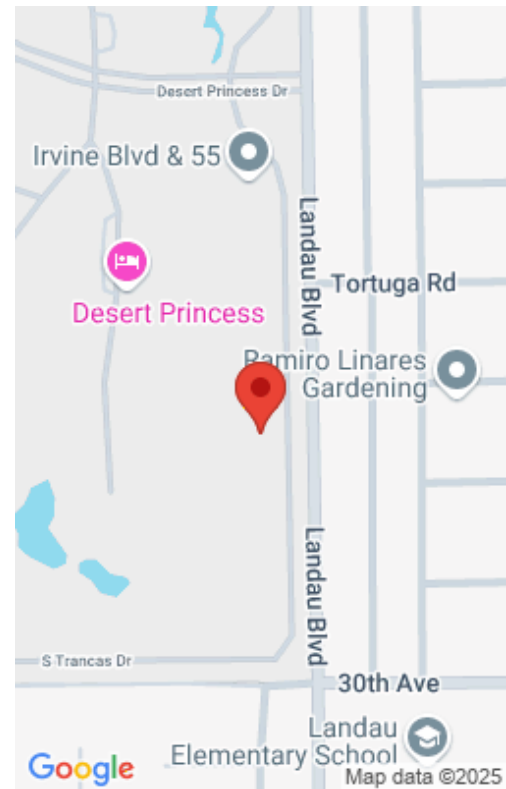 Desert Princess Dr
Irvine Blvd & 55
Landau Blvd
Tortuga Rd
Desert Princess
Ramiro Linares
Gardening
Landau Blvd
S Trancas Dr
30th Ave
Landau
Elementary School
Google
Map data ©2025